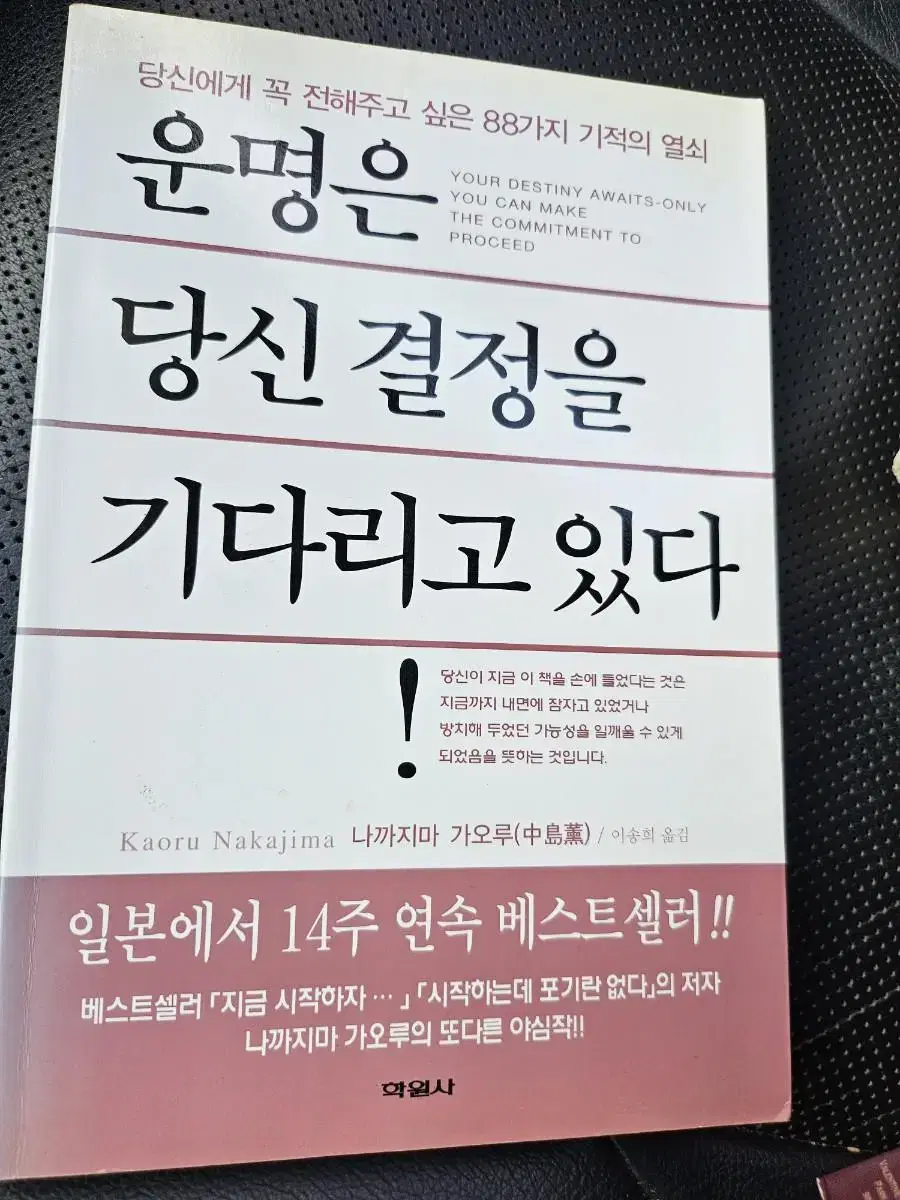 당신에게 꼭 전해주고 싶은 88가지 기적의 열쇠
운명은
YOUR DESTINY AWAITS-ONLY
YOU CAN MAKE
THE COMMITMENT TO
PROCEED
당신 결정을
기다리고 있다
!
당신이 지금 이 책을 손에 들었다는 것은
지금까지 내면에 잠자고 있었거나
방치해 두었던 가능성을 일깨울 수 있게
되었음을 뜻하는 것입니다.
Kaoru Nakajima 나까지마 가오루(中島薰) / 이송희 옮김
일본에서 14주 연속 베스트셀러!!
베스트셀러 「지금 시작하자 … 」 「시작하는데 포기란 없다」의 저자
나까지마 가오루의 또다른 야심작!!
학원사